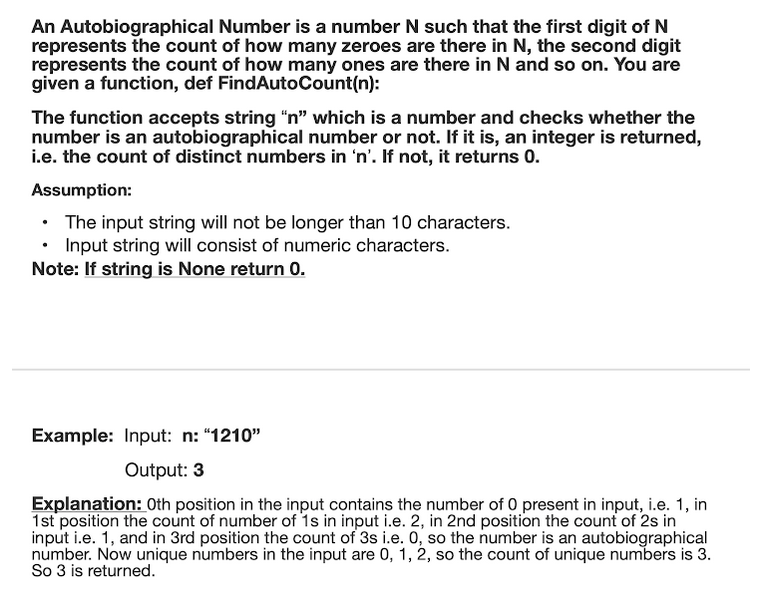 An Autobiographical Number is a number N such that the first digit of N
represents the count of how many zeroes are there in N, the second digit
represents the count of how many ones are there in N and so on. You are
given a function, def FindAutoCount(n):
The function accepts string “n” which is a number and checks whether the
number is an autobiographical number or not. If it is, an integer is returned,
i.e. the count of distinct numbers in ‘n’. If not, it returns 0.
Assumption:
• The input string will not be longer than 10 characters.
• Input string will consist of numeric characters.
Note: If string is None return 0.
Example: Input: n: “1210”
Output: 3
Explanation: 0th position in the input contains the number of 0 present in input, i.e. 1, in
1st position the count of number of 1s in input i.e. 2, in 2nd position the count of 2s in
input i.e. 1, and in 3rd position the count of 3s i.e. 0, so the number is an autobiographical
number. Now unique numbers in the input are 0, 1, 2, so the count of unique numbers is 3.
So 3 is returned.